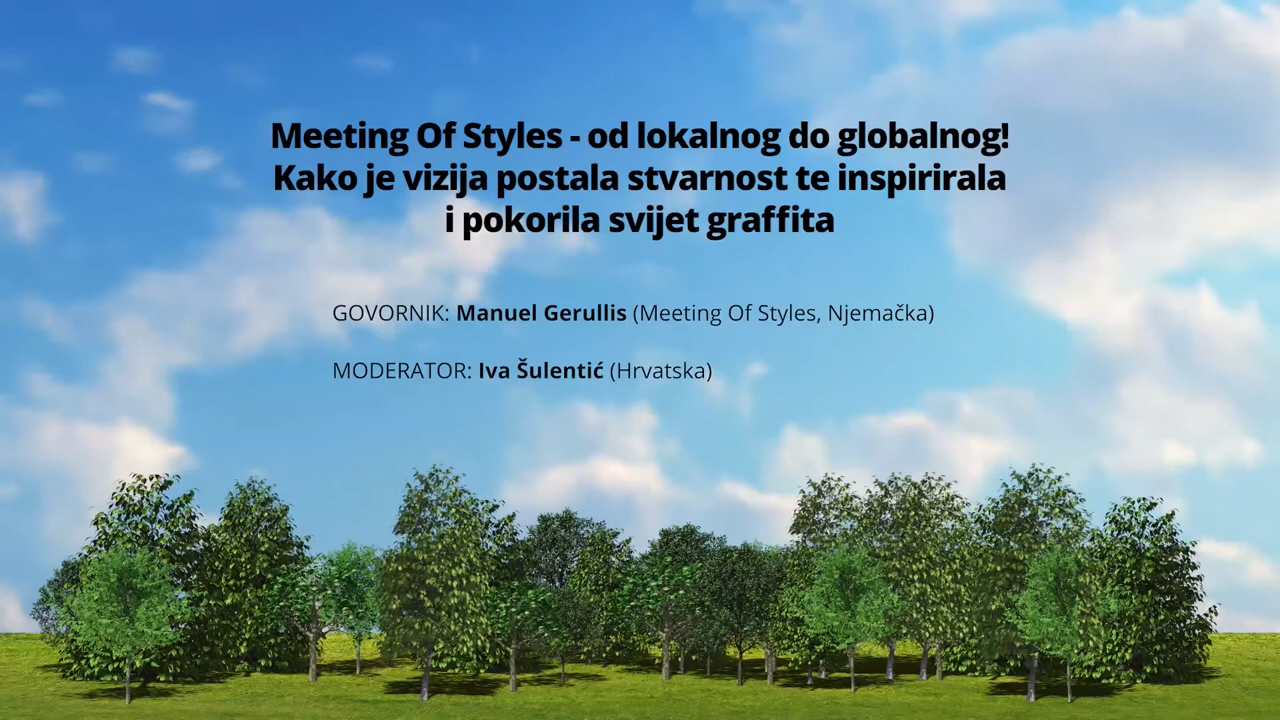 Meeting Of Styles - od lokalnog do globalnog!
Kako je vizija postala stvarnost te inspirirala
i pokorila svijet graffita
GOVORNIK: Manuel Gerullis (Meeting Of Styles, Njemačka)
MODERATOR: Iva Šulentić (Hrvatska)